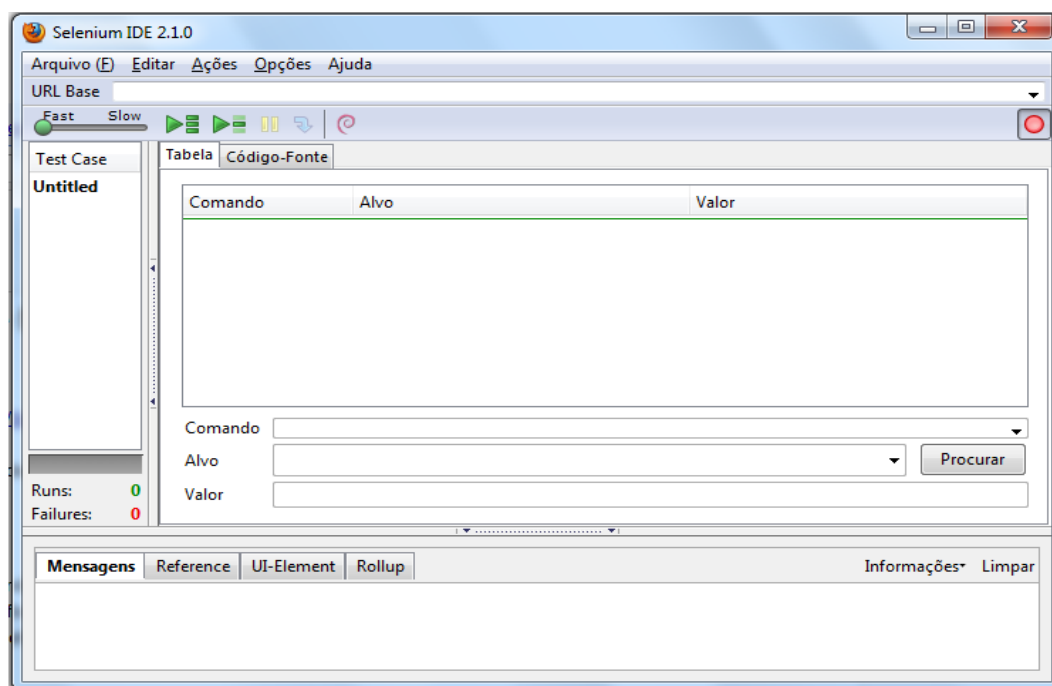 Selenium IDE 2.1.0
Arquivo (F) Editar Ações Opções Ajuda
URL Base
Fast Slow
Test Case
Untitled
Runs: 0
Failures: 0
Tabela Código-Fonte
Comando Alvo Valor
Comando
Alvo Procurar
Valor
Mensagens Reference UI-Element Rollup Informações Limpar